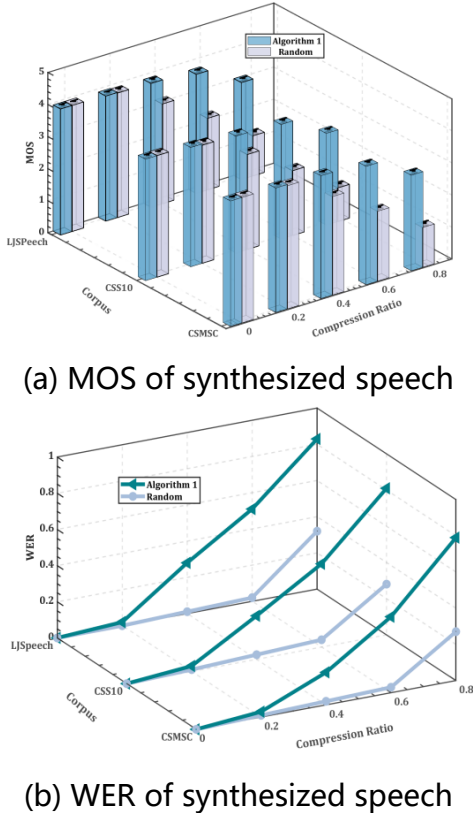 Algorithm 1
Random
5
4
3
2
1
0
MOS
LJSPeech
CSS10
CSMSC
Corpus
0
0.2
0.4
0.6
0.8
Compression Ratio
(a) MOS of synthesized speech
1
0.8
0.6
0.4
0.2
0
WER
Algorithm 1
Random
LJSpeech
CSS10
CSMSC
Corpus
0
0.2
0.4
0.6
0.8
Compression Ratio
(b) WER of synthesized speech